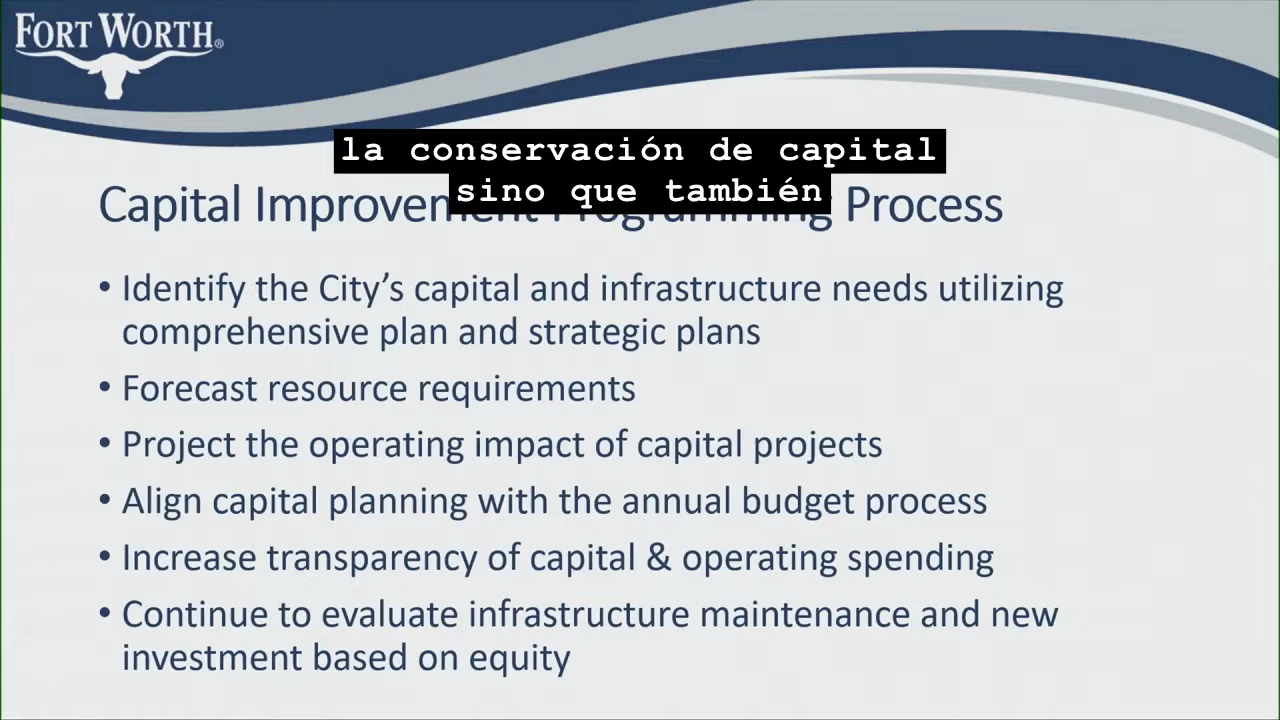 FORT WORTH®
la conservación de capital
sino que también
Capital Improvement Programming Process
• Identify the City’s capital and infrastructure needs utilizing
comprehensive plan and strategic plans
• Forecast resource requirements
• Project the operating impact of capital projects
• Align capital planning with the annual budget process
• Increase transparency of capital & operating spending
• Continue to evaluate infrastructure maintenance and new
investment based on equity